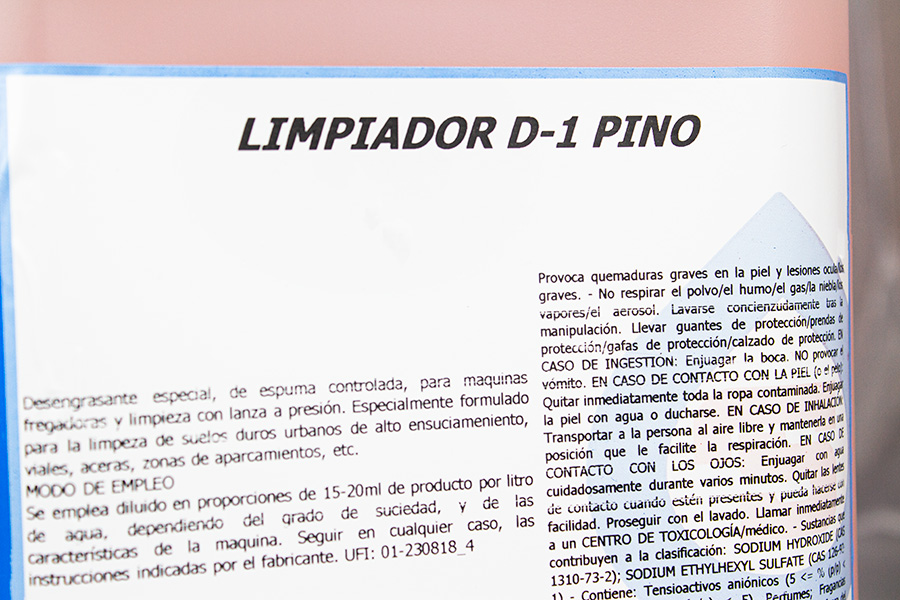 LIMPIADOR D-1 PINO
Desengrasante especial, de espuma controlada, para maquinas
fregadoras y limpieza con lanza a presión. Especialmente formulado
para la limpeza de suelos duros urbanos de alto ensuciamiento,
viales, aceras, zonas de aparcamientos, etc.
MODO DE EMPLEO
Se emplea diluido en proporciones de 15-20ml de producto por litro
de agua, dependiendo del grado de suciedad, y de las
características de la maquina. Seguir en cualquier caso, las
instrucciones indicadas por el fabricante. UFI: 01-230818_4
Provoca quemaduras graves en la piel y lesiones
graves. - No respirar el polvo/el humo/el gas/la niebla/los
vapores/el aerosol. Lavarse concienzudamente tras la
manipulación. Llevar guantes de protección/prendas de
protección/gafas de protección/calzado de protección. EN
CASO DE INGESTIÓN: Enjuagar la boca. NO provocar el
vómito. EN CASO DE CONTACTO CON LA PIEL (o el pelo):
Quitar inmediatamente toda la ropa contaminada. Enjuagar
la piel con agua o ducharse. EN CASO DE INHALACIÓN:
Transportar a la persona al aire libre y mantenerla en una
posición que le facilite la respiración. EN CASO DE
CONTACTO CON LOS OJOS: Enjuagar con agua
cuidadosamente durante varios minutos. Quitar las lentes
de contacto cuando estén presentes y pueda hacerse con
facilidad. Proseguir con el lavado. Llamar inmediatamente
a un CENTRO DE TOXICOLOGÍA/médico. - Sustancias que
contribuyen a la clasificación: SODIUM HYDROXIDE (CAS
1310-73-2); SODIUM ETHYLHEXYL SULFATE (CAS
1) - Contiene: Tensioactivos aniónicos (5 <= % (p/p) <
Perfumes; Fragancias